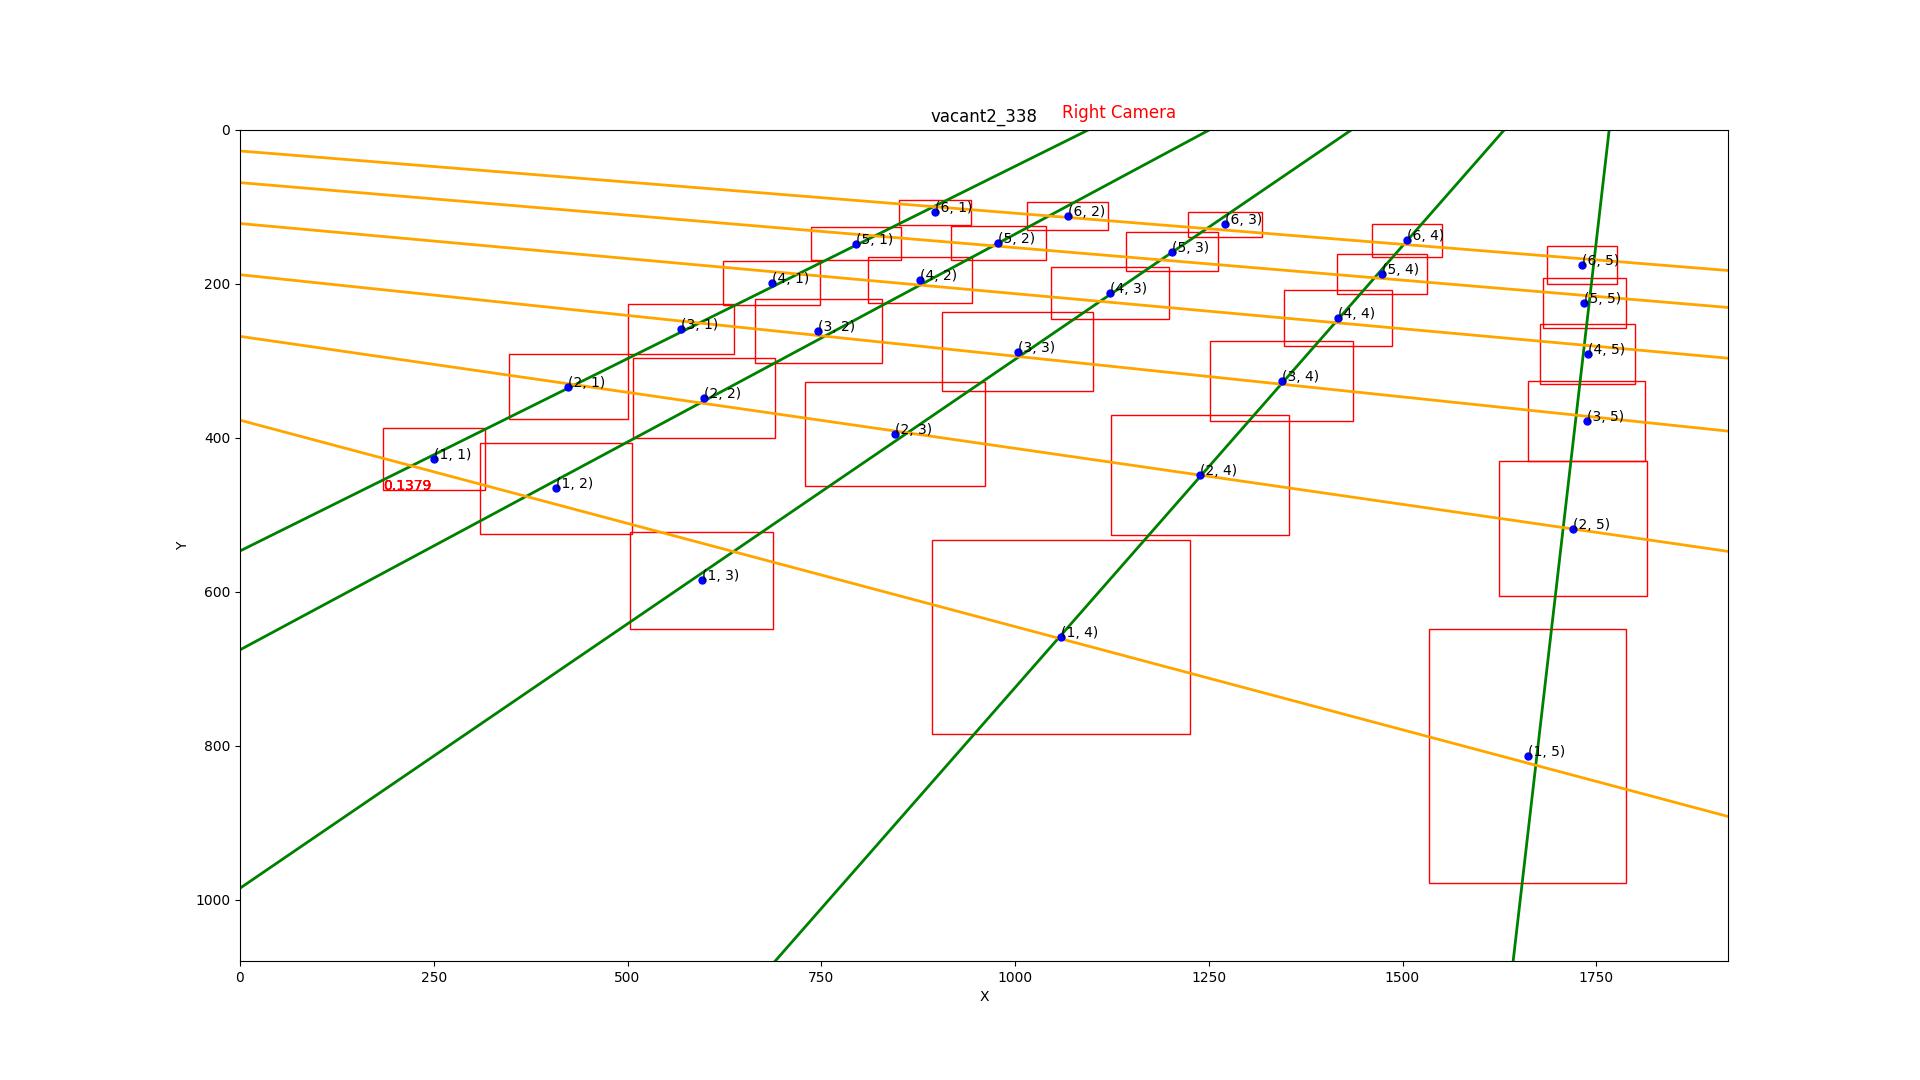 vacant2_338 Right Camera
0
200
400
600
800
1000
Y
(6, 1) (6, 2) (6, 3) (6, 4) (6, 5)
(5, 1) (5, 2) (5, 3) (5, 4) (5, 5)
(4, 1) (4, 2) (4, 3) (4, 4) (4, 5)
(3, 1) (3, 2) (3, 3) (3, 4) (3, 5)
(2, 1) (2, 2) (2, 3) (2, 4) (2, 5)
(1, 1) (1, 2) (1, 3) (1, 4) (1, 5)
0.1379
0 250 500 750 1000 1250 1500 1750
X